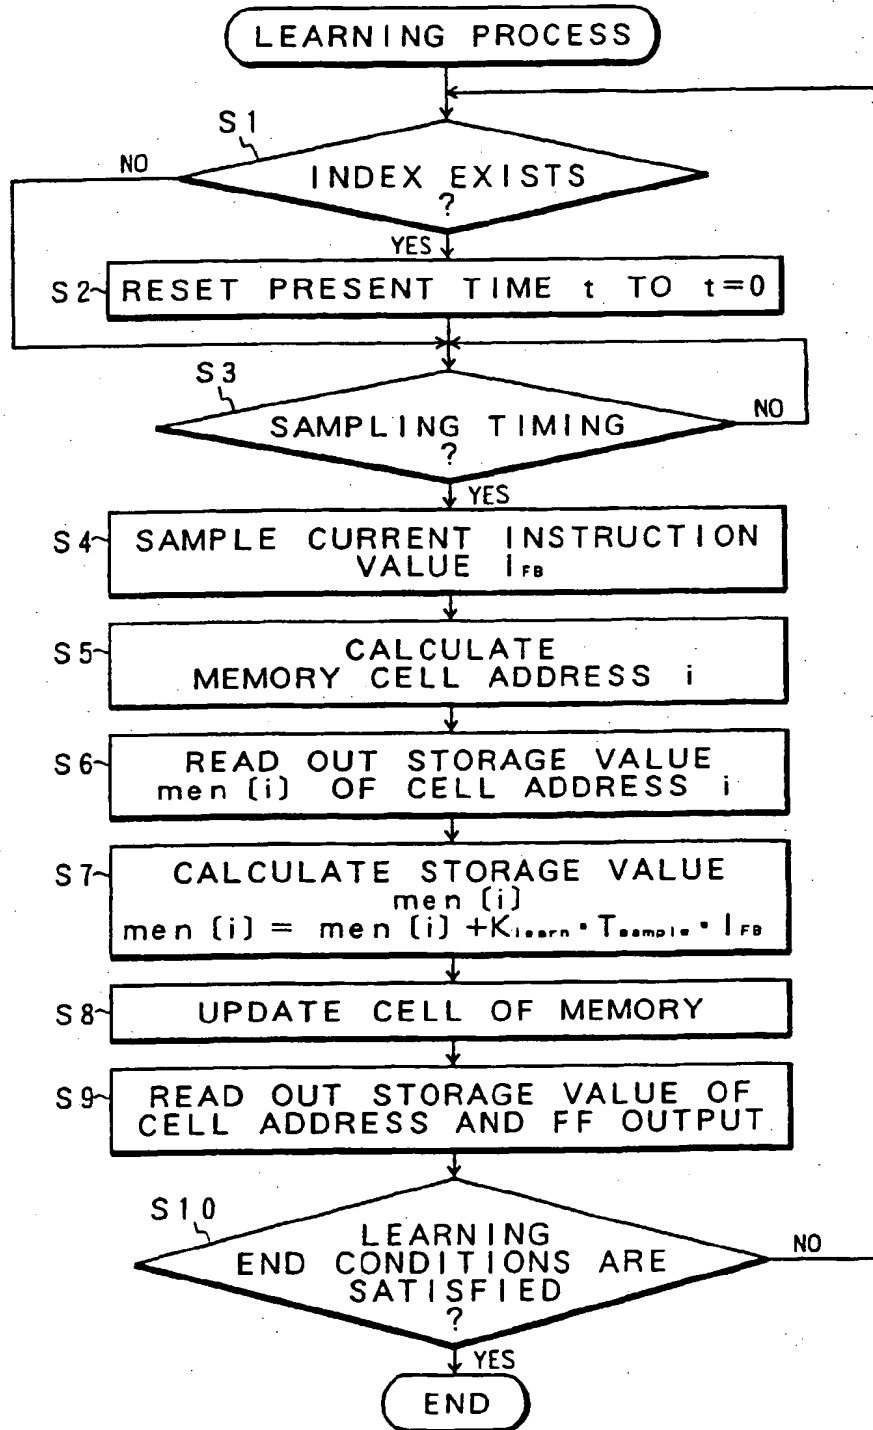 LEARNING PROCESS
S1
NO
INDEX EXISTS
?
YES
S2
RESET PRESENT TIME t TO t=0
S3
SAMPLING TIMING
?
NO
YES
S4
SAMPLE CURRENT INSTRUCTION
VALUE IFB
S5
CALCULATE
MEMORY CELL ADDRESS i
S6
READ OUT STORAGE VALUE
men (i) OF CELL ADDRESS i
S7
CALCULATE STORAGE VALUE
men (i)
men (i) = men (i) +Klearn・Tsample・IFB
S8
UPDATE CELL OF MEMORY
S9
READ OUT STORAGE VALUE OF
CELL ADDRESS AND FF OUTPUT
S10
LEARNING
END CONDITIONS ARE
SATISFIED
?
NO
YES
END